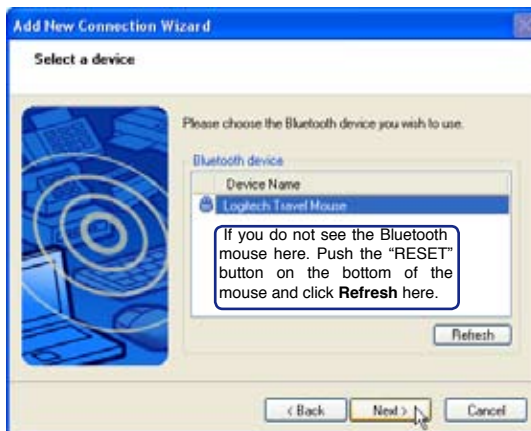 Add New Connection Wizard
Select a device
Please choose the Bluetooth device you wish to use.
Bluetooth device
Device Name
Logitech Travel Mouse
If you do not see the Bluetooth
mouse here. Push the “RESET”
button on the bottom of the
mouse and click Refresh here.
Refresh
< Back Next > Cancel